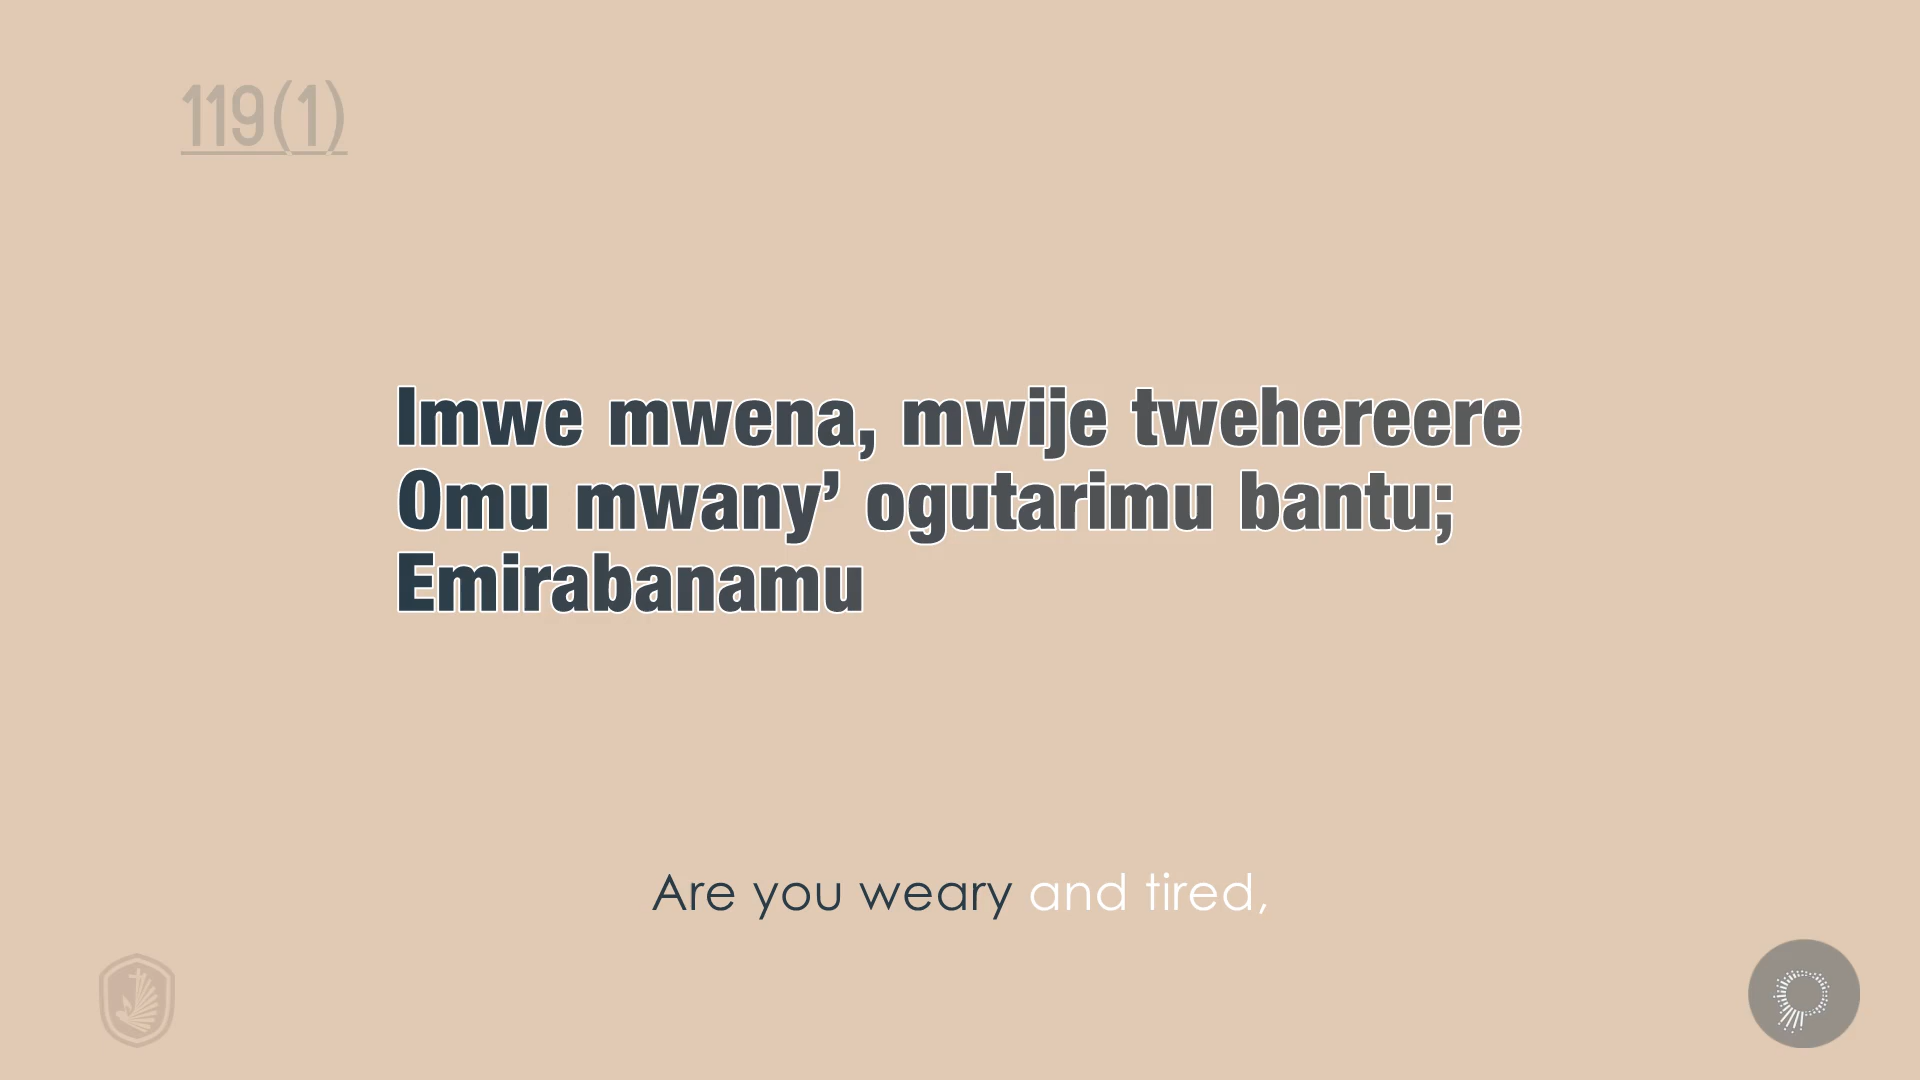 119(1)
Imwe mwena, mwije twehereere
Omu mwany’ ogutarimu bantu;
Emirabanamu
Are you weary and tired,